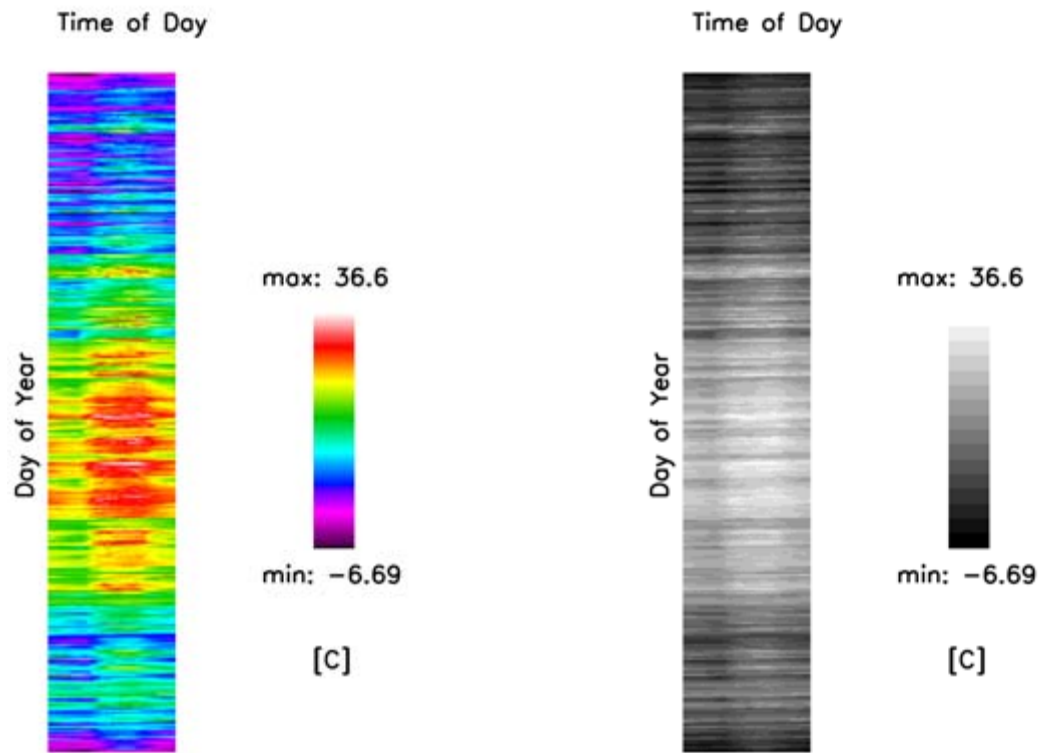 Time of Day
max: 36.6
Day of Year
min: -6.69
[C]
Time of Day
max: 36.6
Day of Year
min: -6.69
[C]